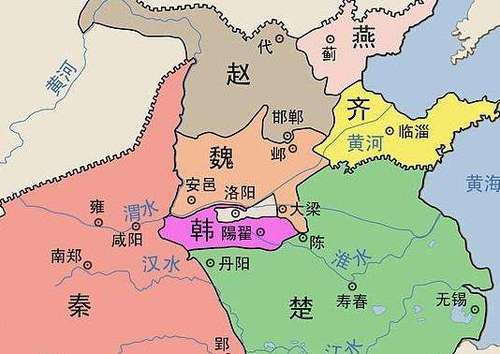 代
燕
蓟
赵
黄河
齐
邯郸
临淄
黄河
魏
邺
安邑
洛阳
黄海
雍
渭水
大梁
咸阳
韩
陽翟
陈
南郑
汉水
丹阳
淮水
秦
楚
寿春
无锡
郢
江水